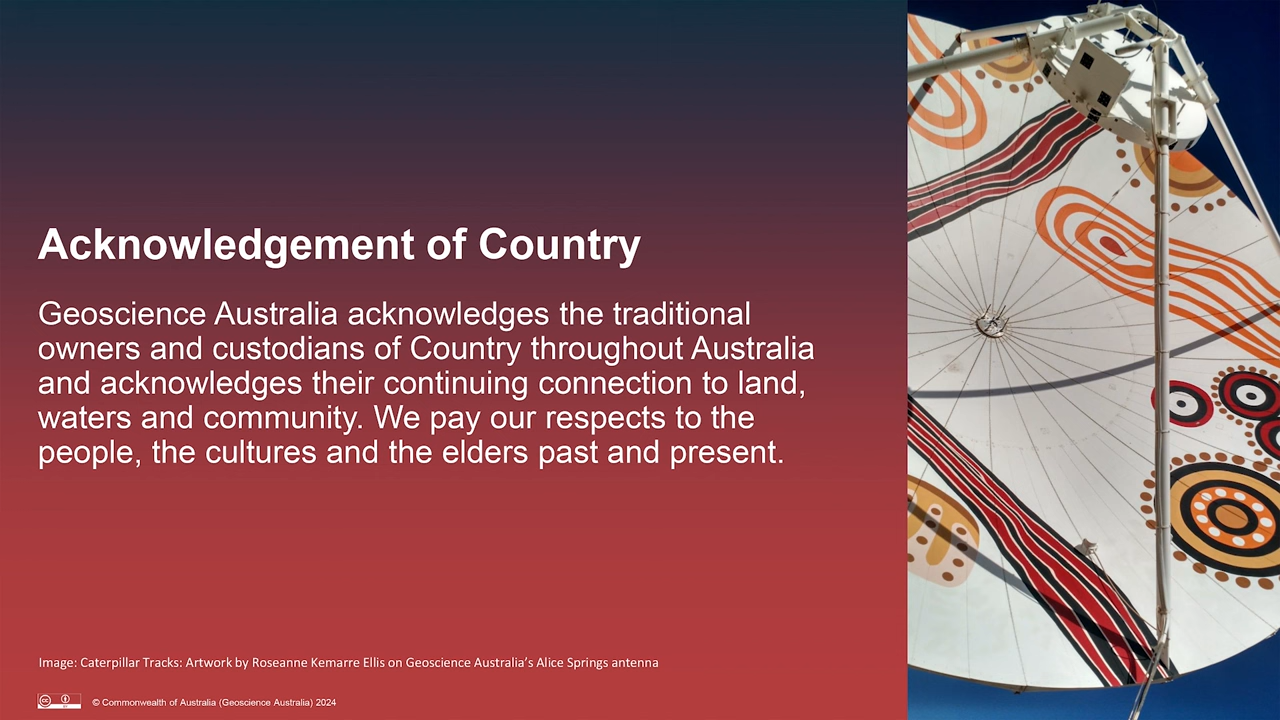 Acknowledgement of Country
Geoscience Australia acknowledges the traditional
owners and custodians of Country throughout Australia
and acknowledges their continuing connection to land,
waters and community. We pay our respects to the
people, the cultures and the elders past and present.
Image: Caterpillar Tracks: Artwork by Roseanne Kemarre Ellis on Geoscience Australia’s Alice Springs antenna
cc BY © Commonwealth of Australia (Geoscience Australia) 2024